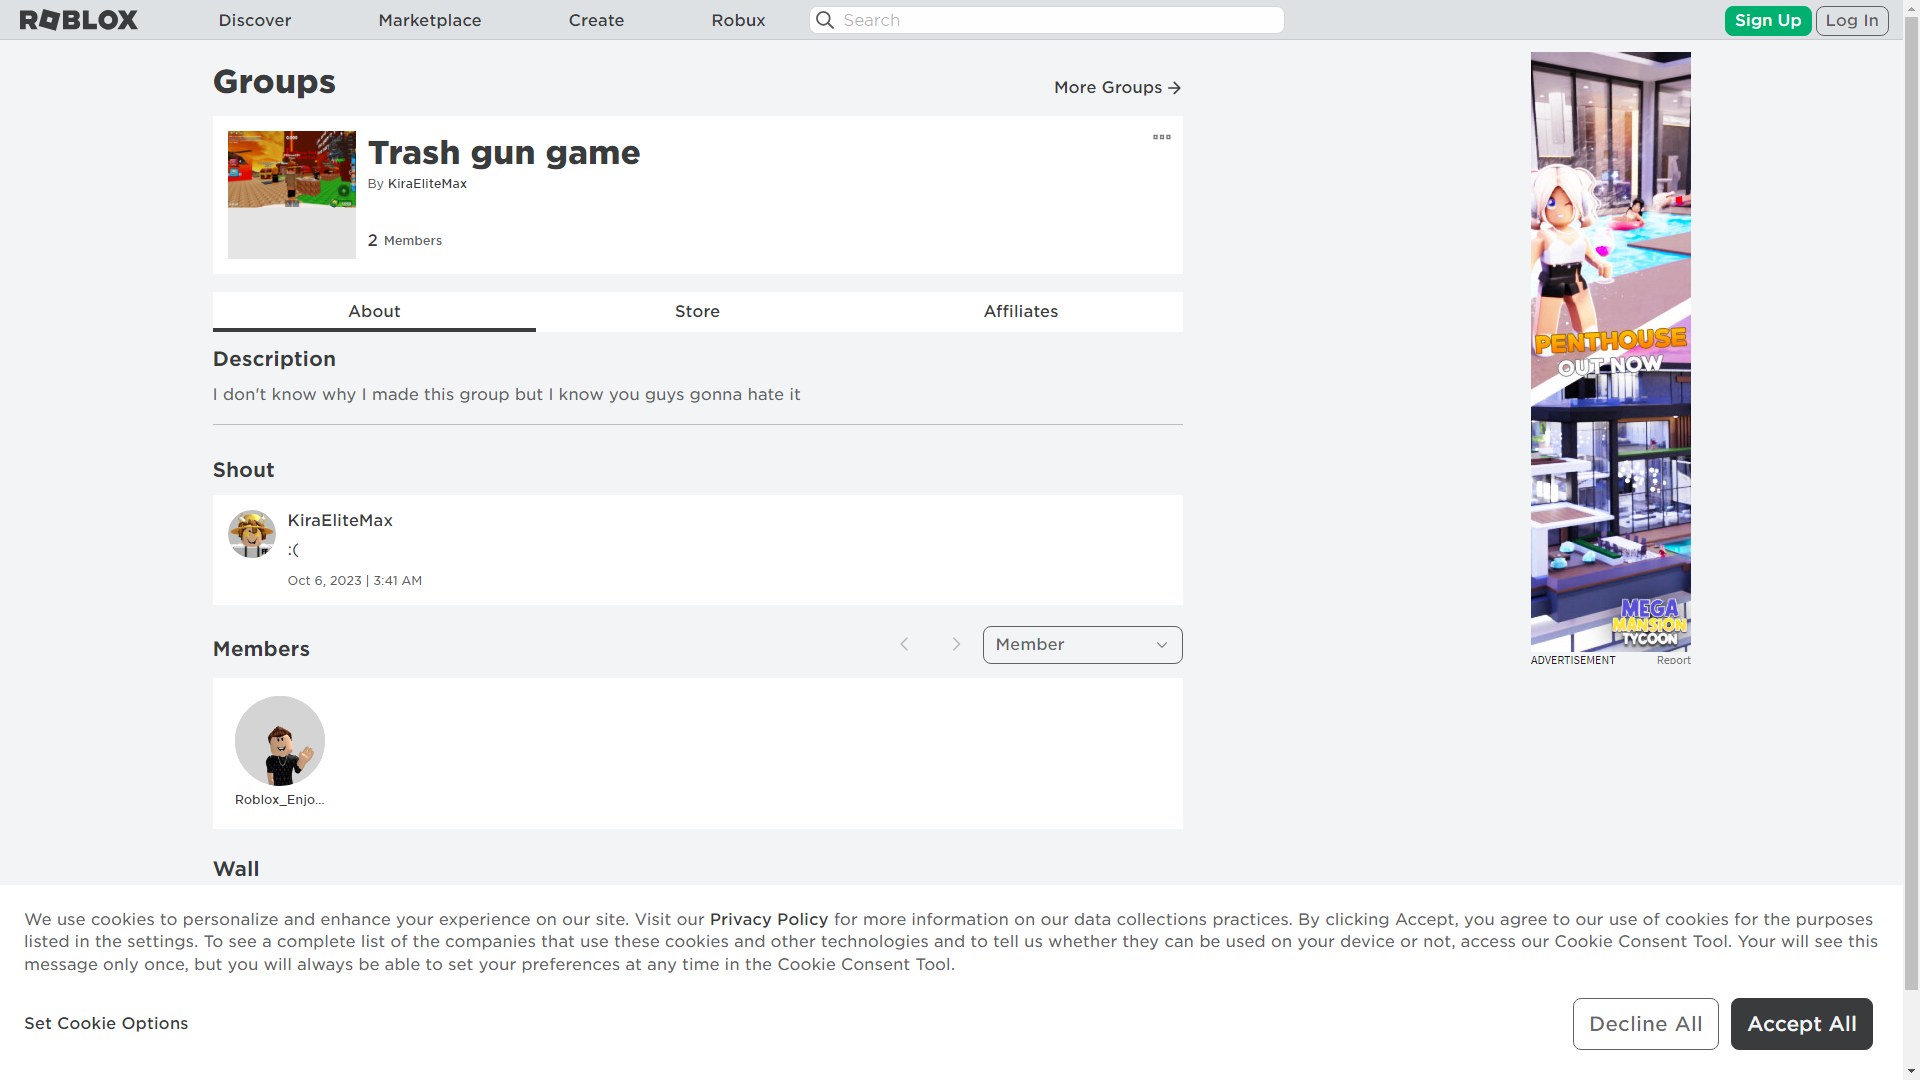 ROBLOX
Discover
Marketplace
Create
Robux
Search
Sign Up
Log In
Groups
More Groups
Trash gun game
By KiraEliteMax
2 Members
About
Store
Affiliates
Description
I don't know why I made this group but I know you guys gonna hate it
Shout
KiraEliteMax
:(
Oct 6, 2023 | 3:41 AM
Members
Member
Roblox_Enjo...
Wall
PENTHOUSE
OUT NOW
MEGA
MANSION
TYCOON
ADVERTISEMENT
Report
We use cookies to personalize and enhance your experience on our site. Visit our Privacy Policy for more information on our data collections practices. By clicking Accept, you agree to our use of cookies for the purposes
listed in the settings. To see a complete list of the companies that use these cookies and other technologies and to tell us whether they can be used on your device or not, access our Cookie Consent Tool. Your will see this
message only once, but you will always be able to set your preferences at any time in the Cookie Consent Tool.
Set Cookie Options
Decline All
Accept All